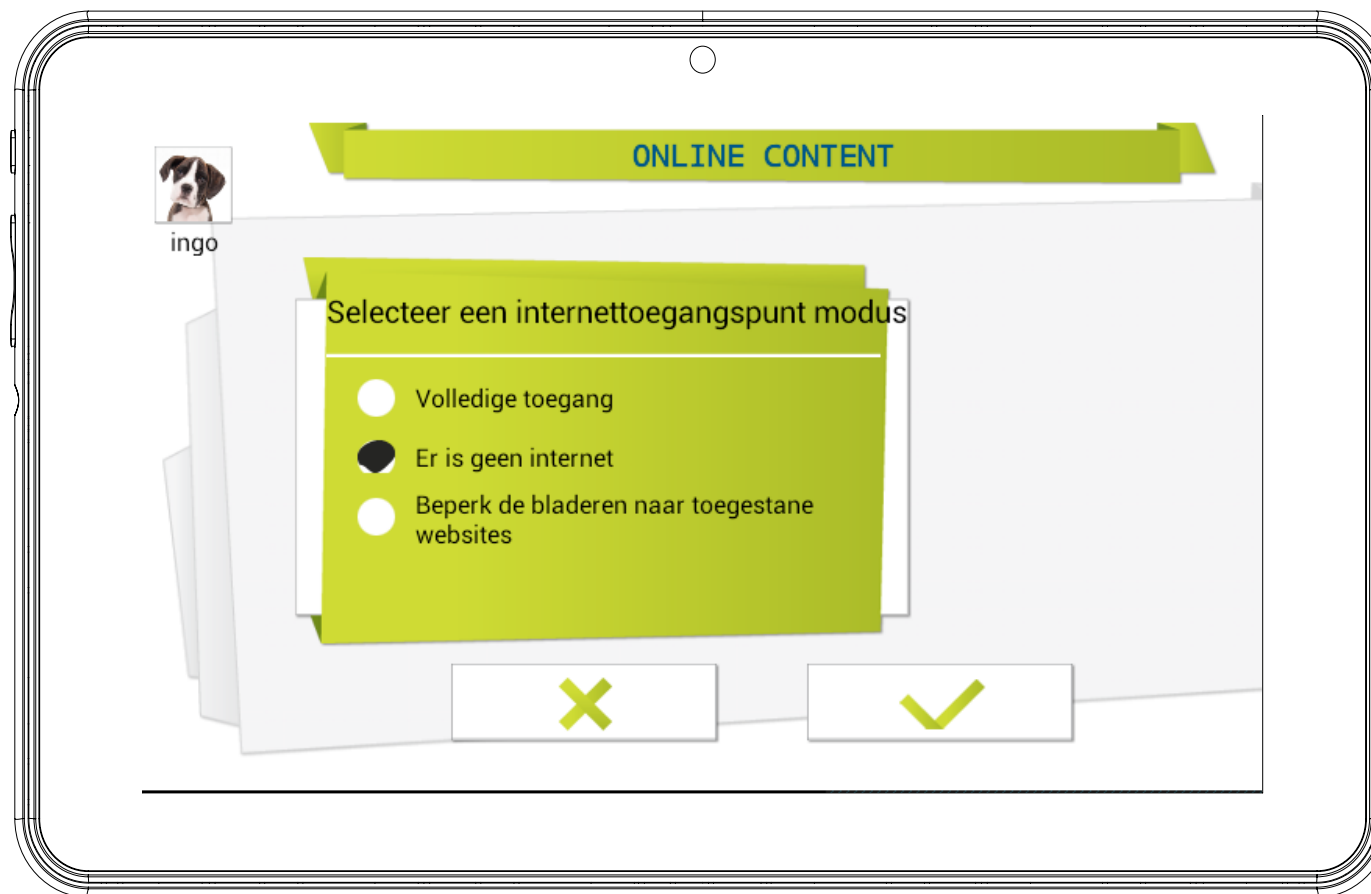 ONLINE CONTENT
ingo
Selecteer een internettoegangspunt modus
Volledige toegang
Er is geen internet
Beperk de bladeren naar toegestane
websites